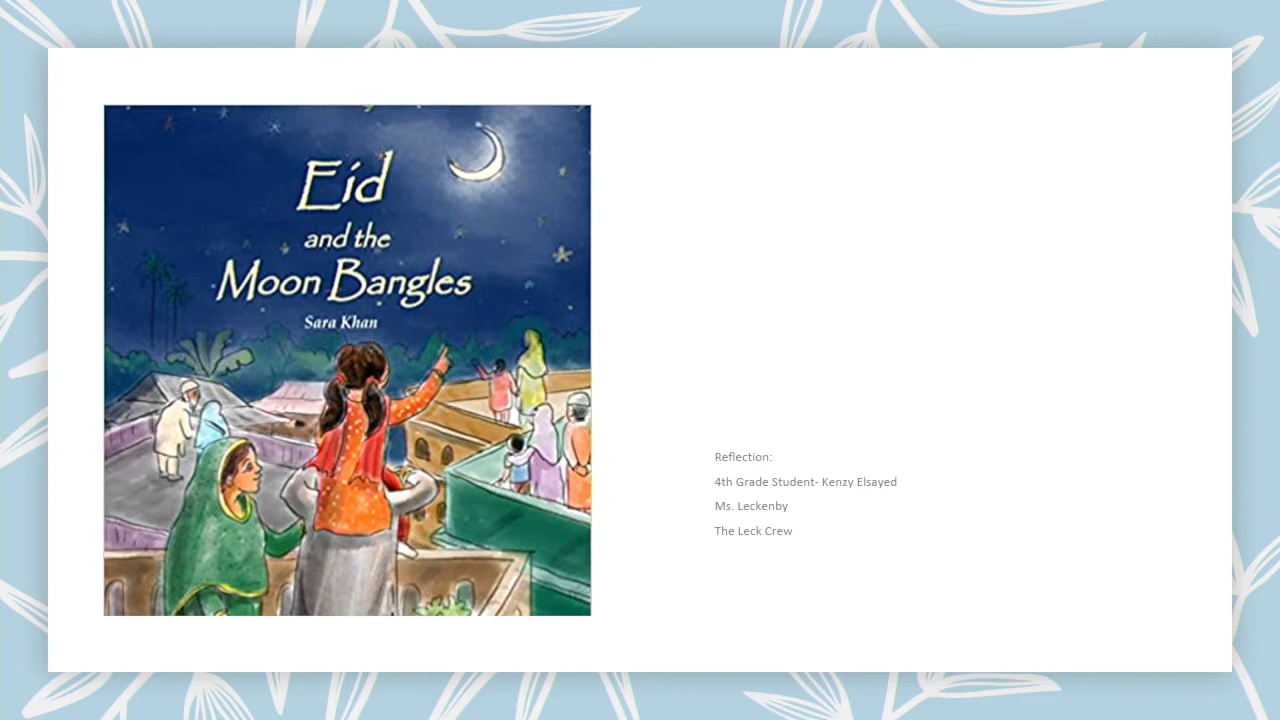 Eid
and the
Moon Bangles
Sara Khan
Reflection:
4th Grade Student- Kenzy Elsayed
Ms. Leckenby
The Leck Crew